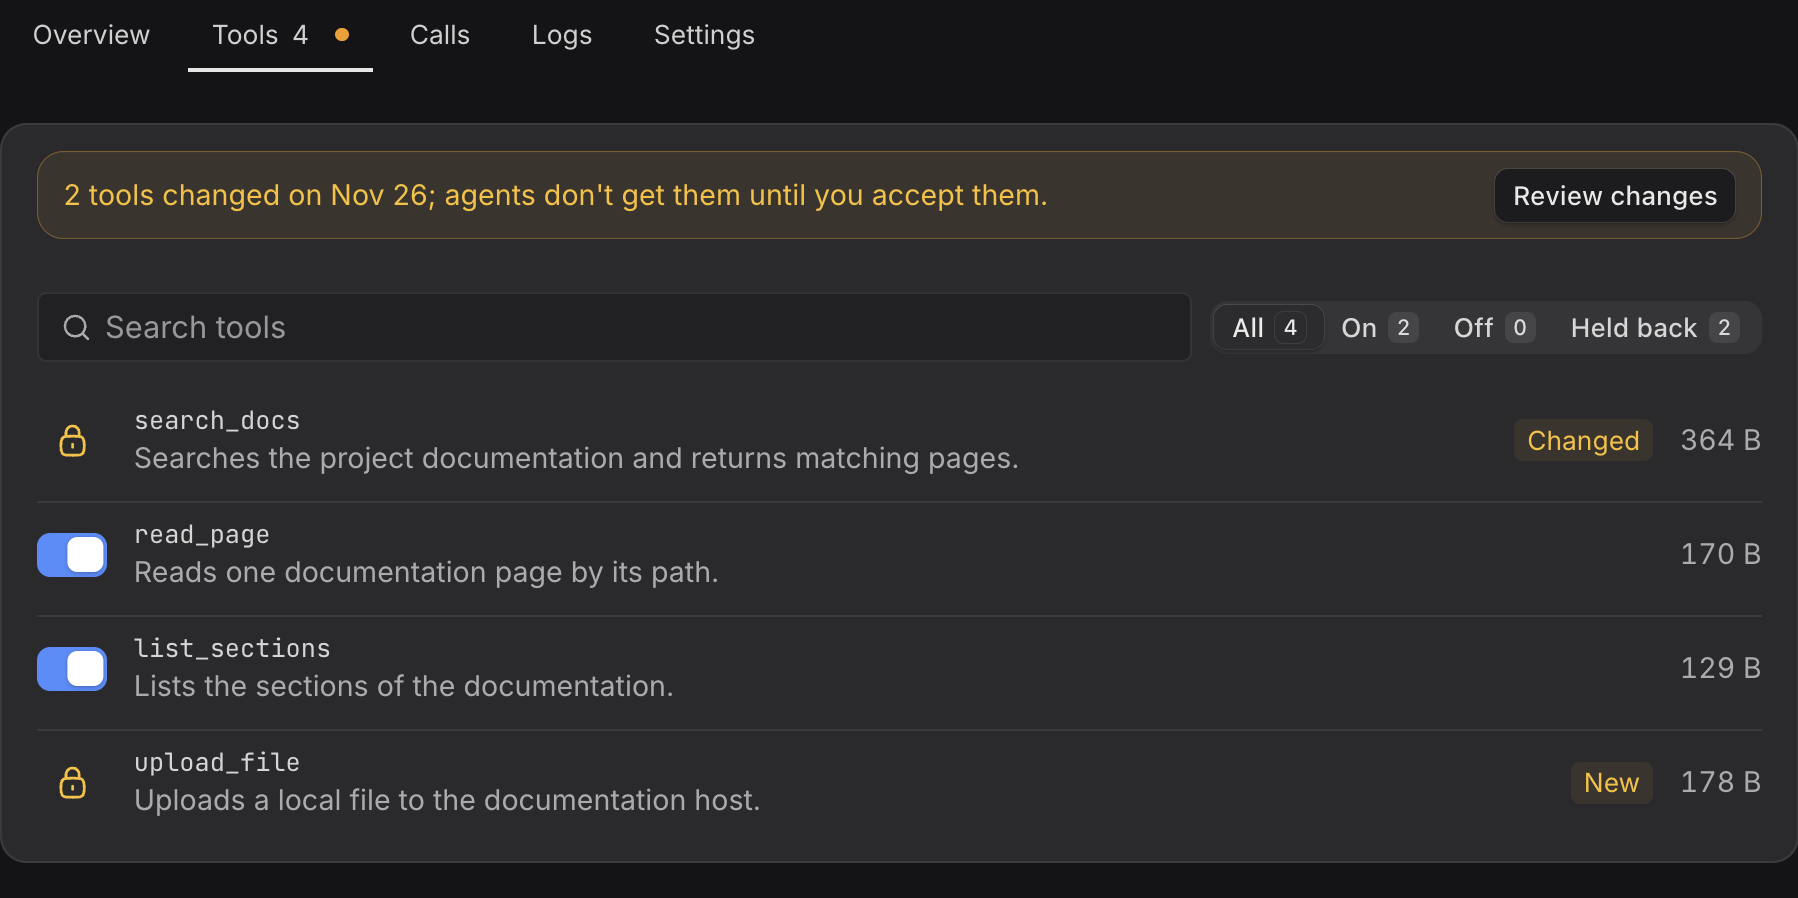 Overview Tools 4 Calls Logs Settings
2 tools changed on Nov 26; agents don't get them until you accept them. Review changes
Search tools All 4 On 2 Off 0 Held back 2
search_docs
Searches the project documentation and returns matching pages. Changed 364 B
read_page
Reads one documentation page by its path. 170 B
list_sections
Lists the sections of the documentation. 129 B
upload_file
Uploads a local file to the documentation host. New 178 B